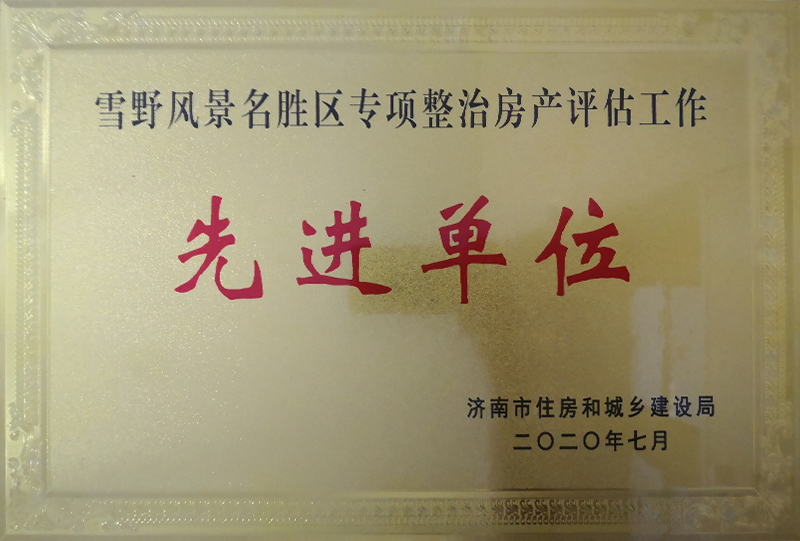 雪野风景名胜区专项整治房产评估工作
先进单位
济南市住房和城乡建设局
二〇二〇年七月